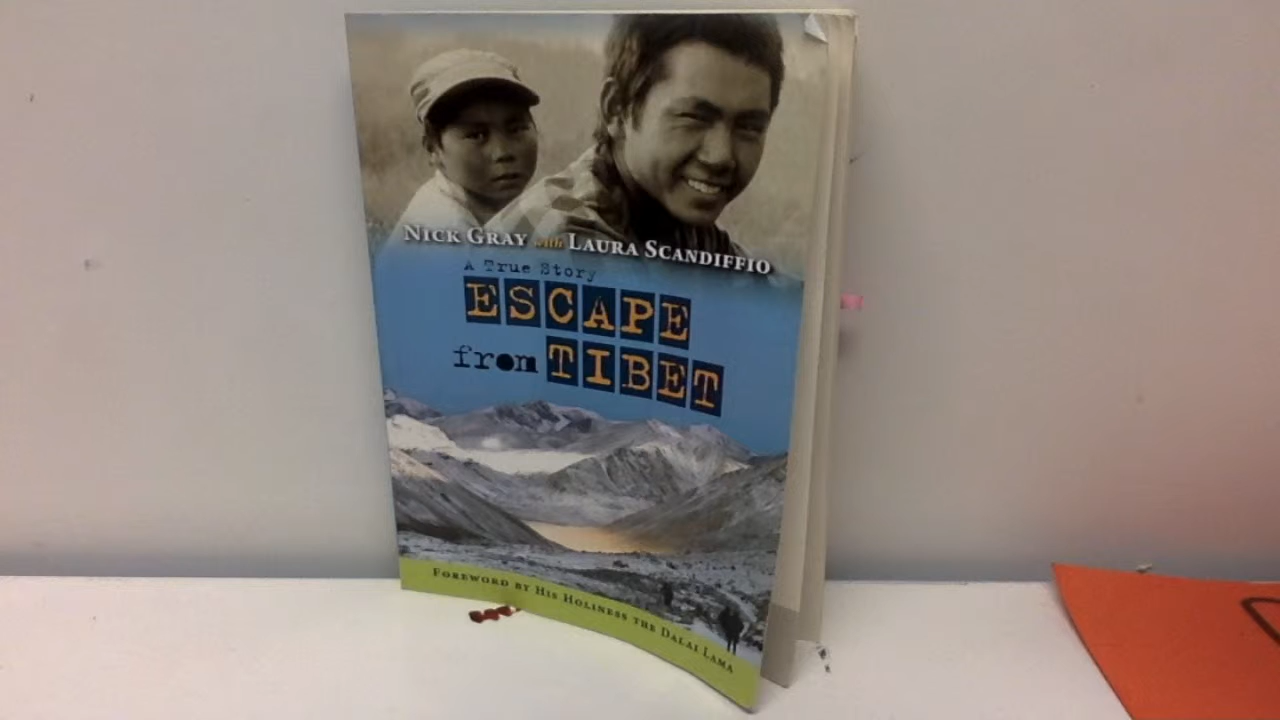 NICK GRAY with LAURA SCANDIFFIO
A True Story
ESCAPE
from TIBET
FOREWORD BY HIS HOLINESS THE DALAI LAMA